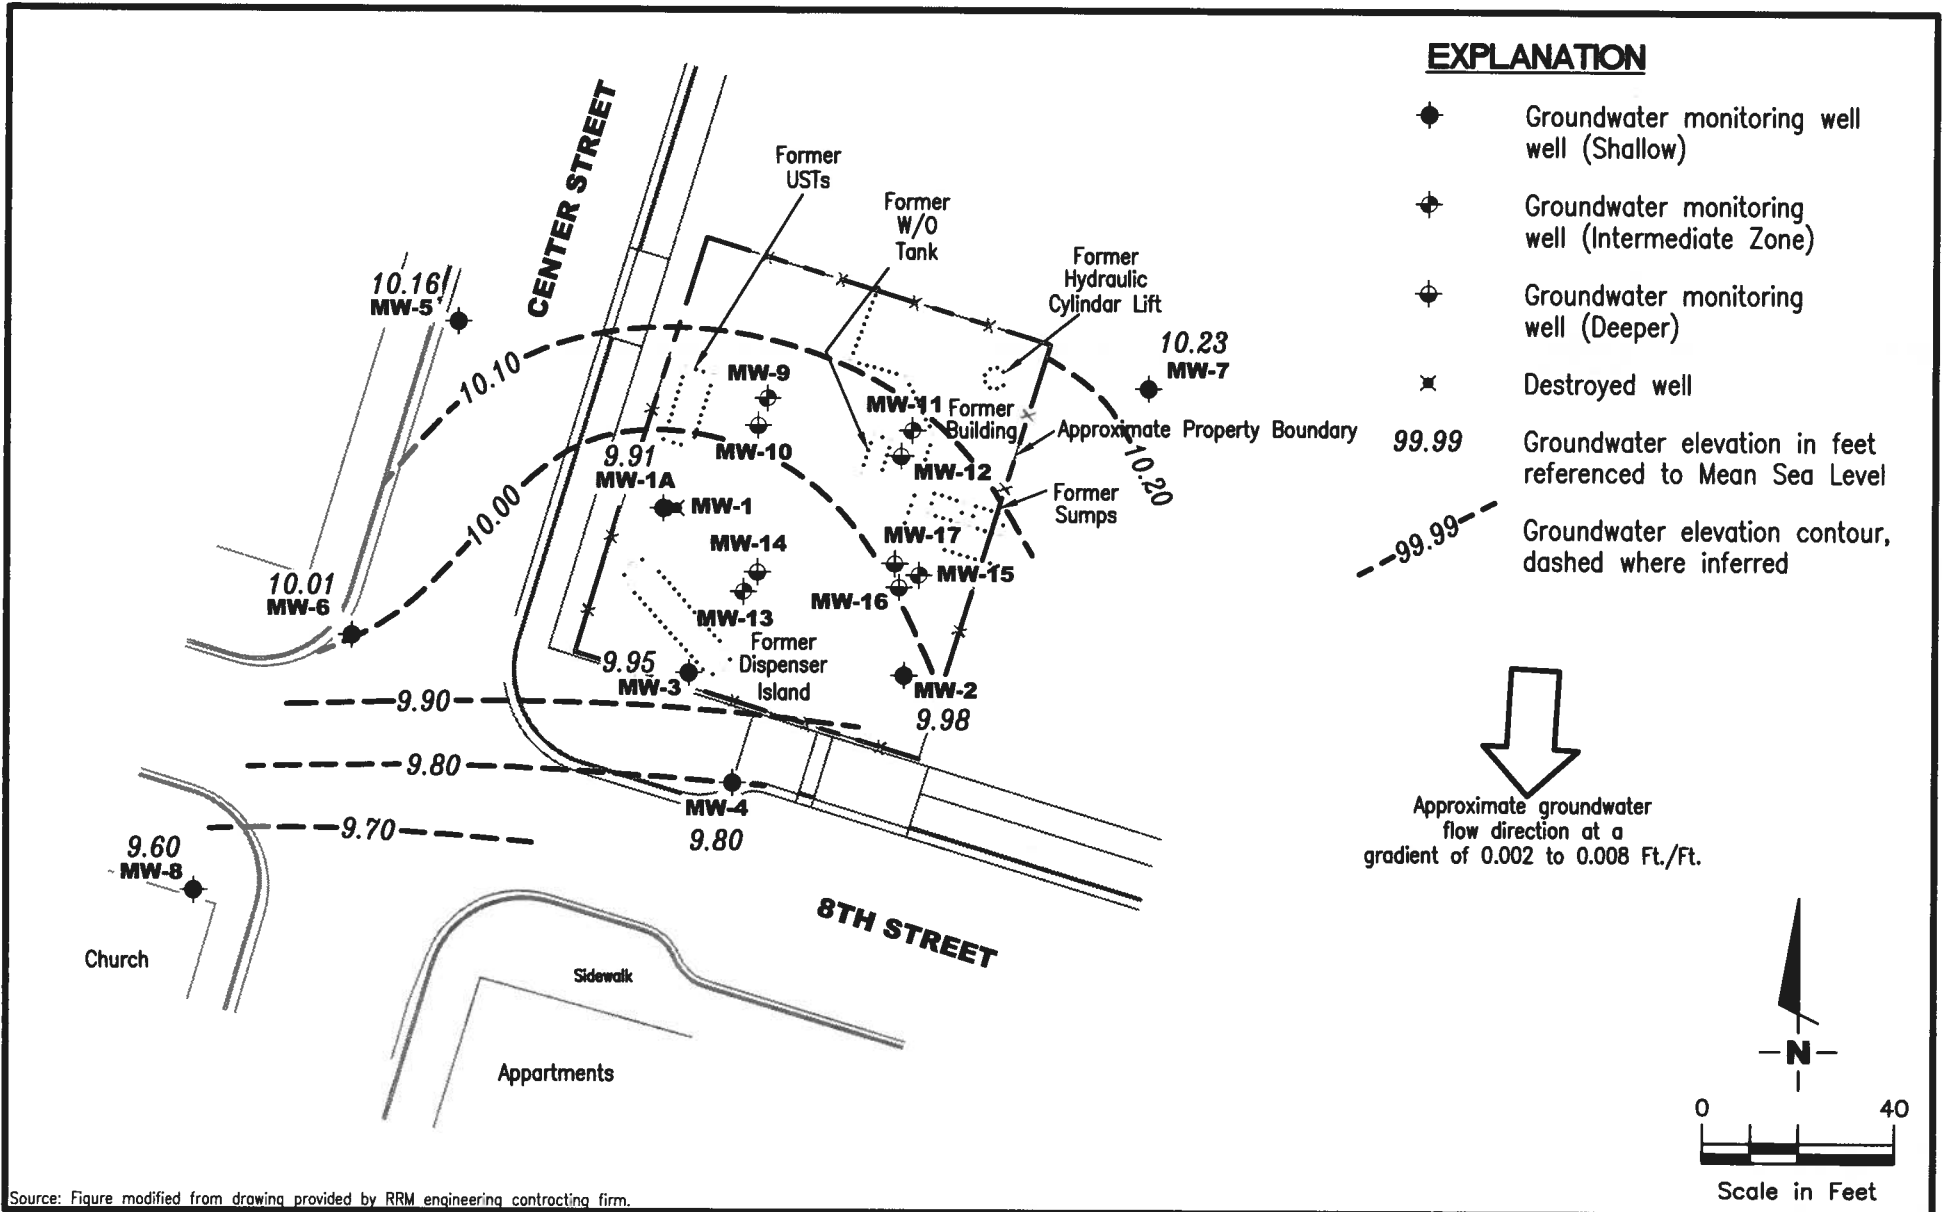 EXPLANATION
Groundwater monitoring well
well (Shallow)
Groundwater monitoring
well (Intermediate Zone)
Groundwater monitoring
well (Deeper)
Destroyed well
99.99
Groundwater elevation in feet
referenced to Mean Sea Level
99.99
Groundwater elevation contour,
dashed where inferred
CENTER STREET
Former
USTs
Former
W/O
Tank
Former
Hydraulic
Cylindar Lift
10.16
MW-5
10.23
MW-7
10.10
MW-9
MW-11
Former
Building
Approximate Property Boundary
MW-10
9.91
MW-1A
MW-12
10.20
10.00
MW-1
Former
Sumps
MW-14
MW-17
10.01
MW-6
MW-15
MW-16
MW-13
Former
Dispenser
Island
9.95
MW-3
MW-2
9.98
9.90
9.80
MW-4
9.80
9.70
9.60
MW-8
8TH STREET
Church
Sidewalk
Appartments
Approximate groundwater
flow direction at a
gradient of 0.002 to 0.008 Ft./Ft.
N
0 40
Scale in Feet
Source: Figure modified from drawing provided by RRM engineering contracting firm.